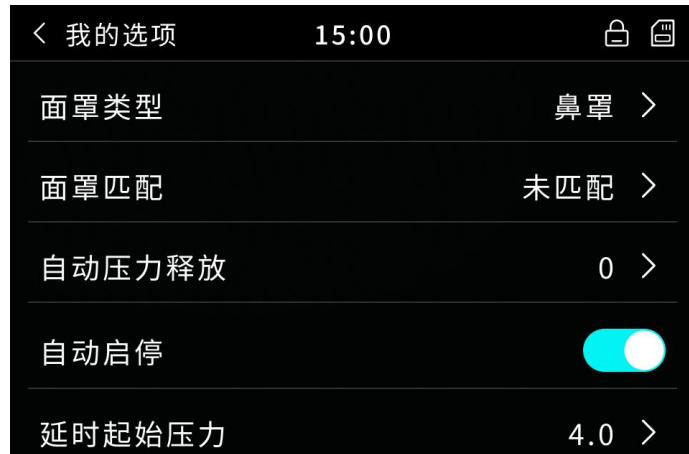 我的选项 15:00
面罩类型 鼻罩
面罩匹配 未匹配
自动压力释放 0
自动启停
延时起始压力 4.0